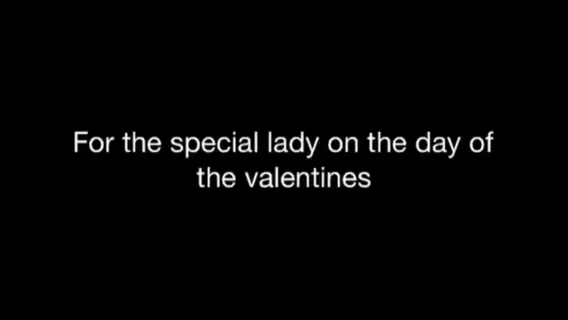 For the special lady on the day of
the valentines